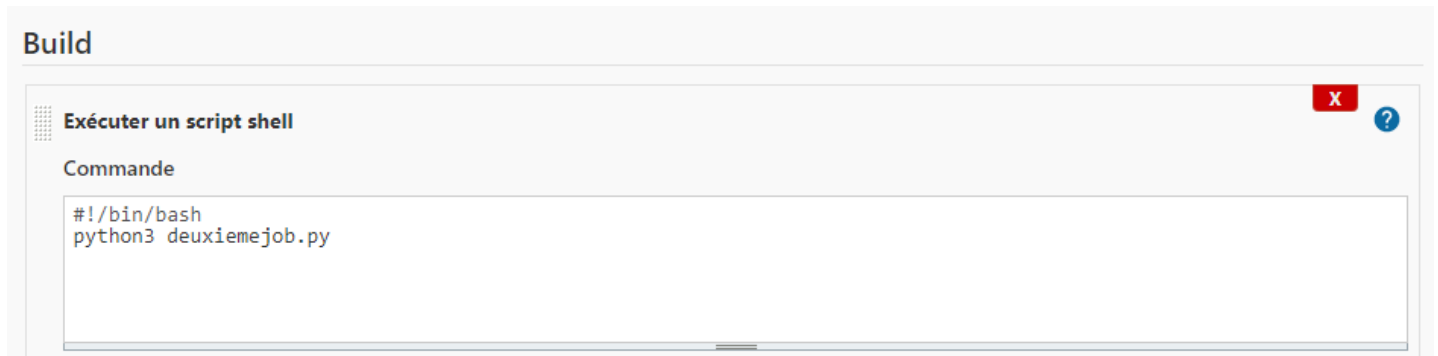 Build
X
Exécuter un script shell
?
Commande
#!/bin/bash
python3 deuxiemejob.py